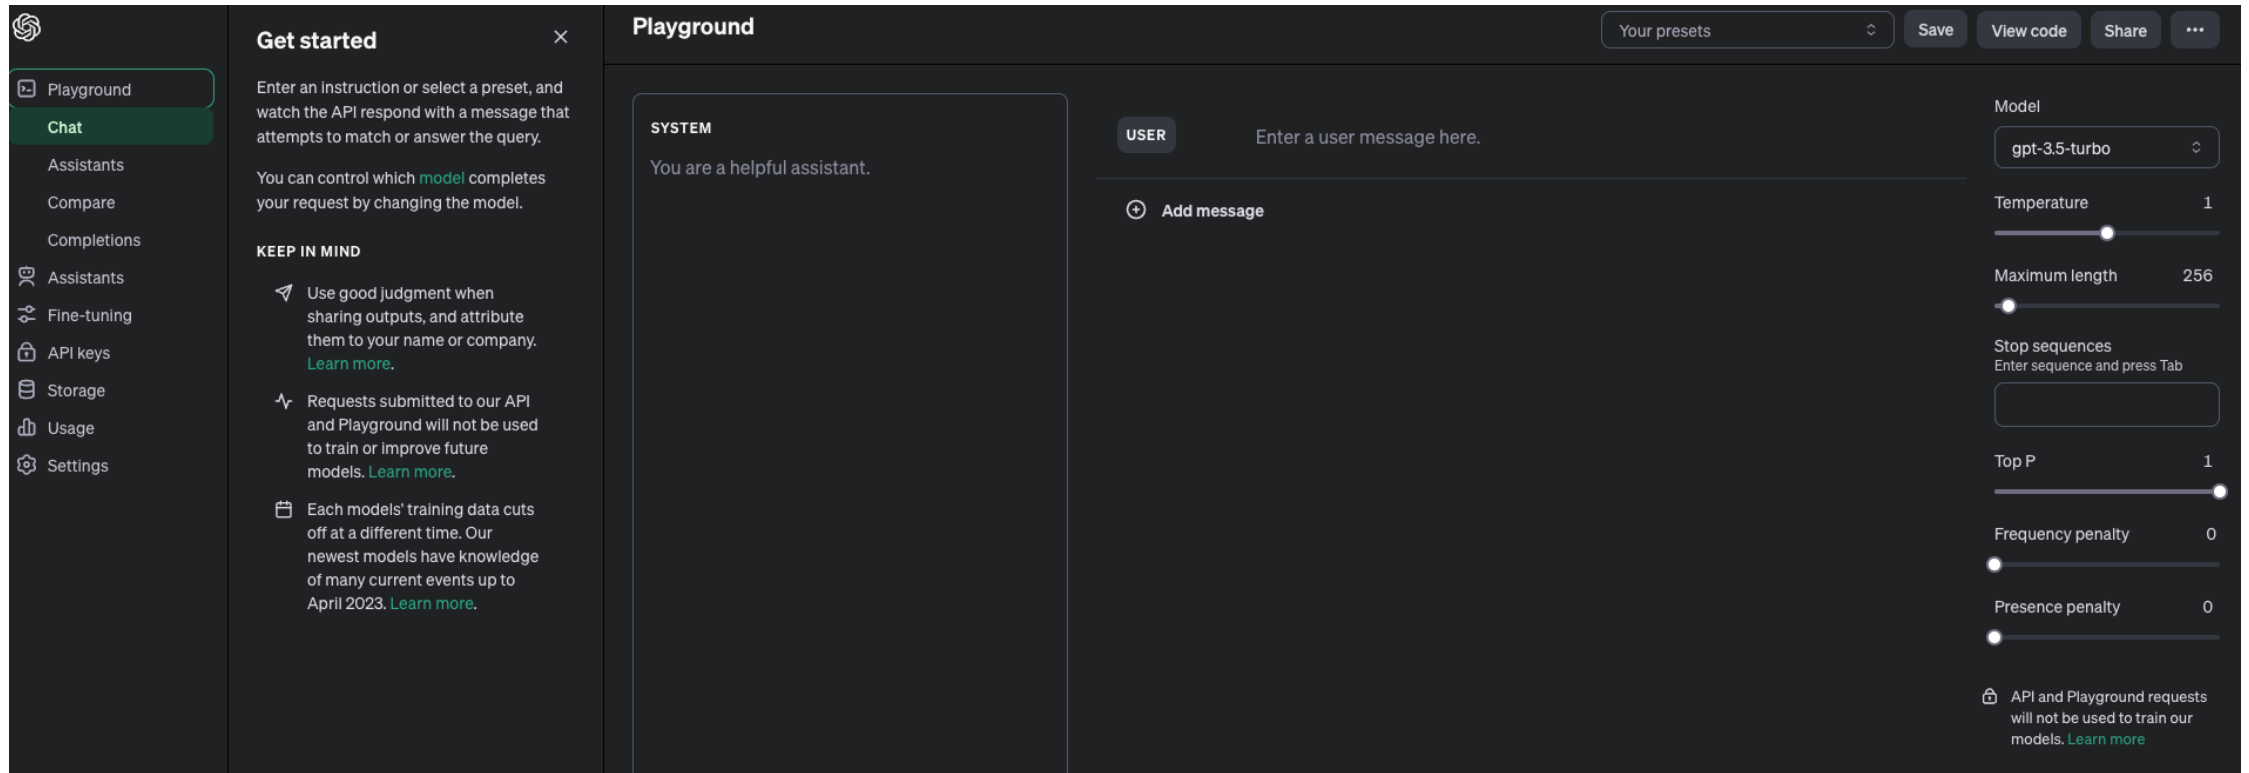 Playground
Chat
Assistants
Compare
Completions
Assistants
Fine-tuning
API keys
Storage
Usage
Settings
Get started
Enter an instruction or select a preset, and
watch the API respond with a message that
attempts to match or answer the query.
You can control which model completes
your request by changing the model.
KEEP IN MIND
Use good judgment when
sharing outputs, and attribute
them to your name or company.
Learn more.
Requests submitted to our API
and Playground will not be used
to train or improve future
models. Learn more.
Each models' training data cuts
off at a different time. Our
newest models have knowledge
of many current events up to
April 2023. Learn more.
Playground
Your presets
Save
View code
Share
SYSTEM
You are a helpful assistant.
USER
Enter a user message here.
Add message
Model
gpt-3.5-turbo
Temperature 1
Maximum length 256
Stop sequences
Enter sequence and press Tab
Top P 1
Frequency penalty 0
Presence penalty 0
API and Playground requests
will not be used to train our
models. Learn more